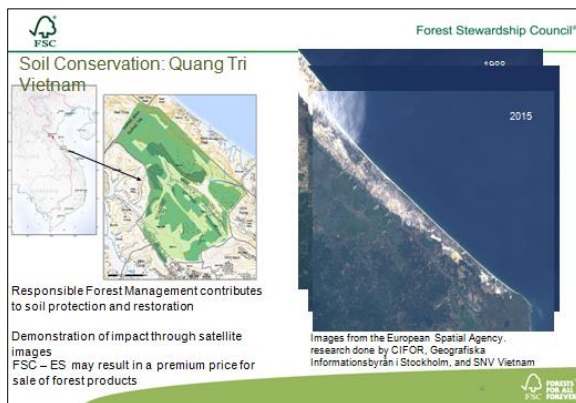 FSC
Forest Stewardship Council®
Soil Conservation: Quang Tri
Vietnam
2015
Responsible Forest Management contributes
to soil protection and restoration
Demonstration of impact through satellite
images
FSC – ES may result in a premium price for
sale of forest products
Images from the European Spatial Agency.
research done by CIFOR, Geografiska
Informationsbyrån i Stockholm, and SNV Vietnam
4
FSC
FORESTS
FOR ALL
FOREVER